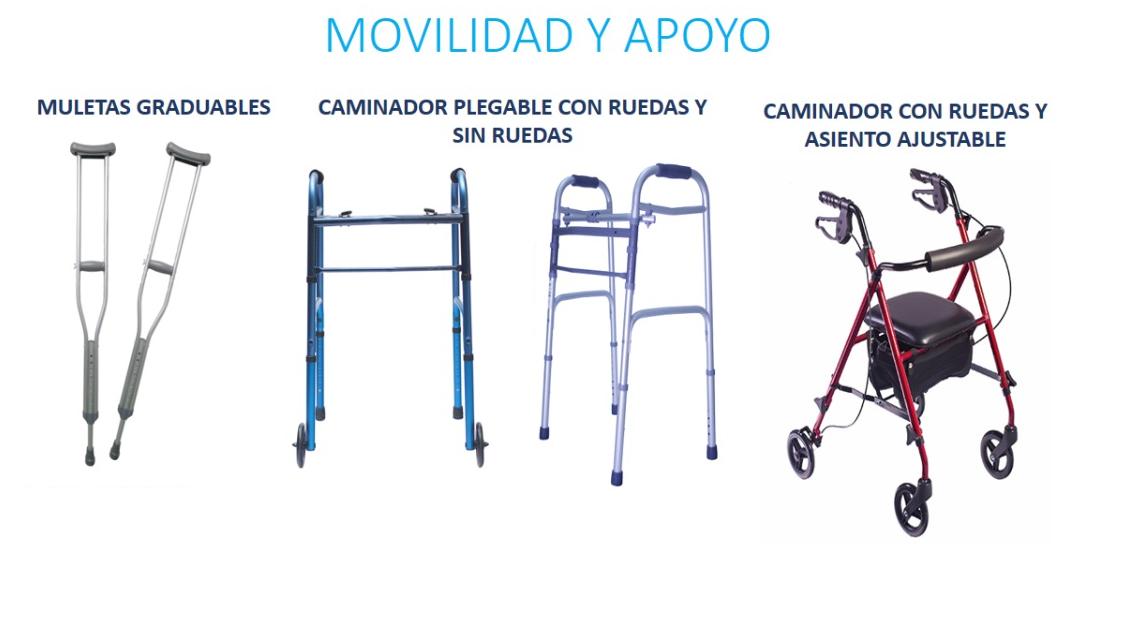 MOVILIDAD Y APOYO
MULETAS GRADUABLES
CAMINADOR PLEGABLE CON RUEDAS Y
SIN RUEDAS
CAMINADOR CON RUEDAS Y
ASIENTO AJUSTABLE